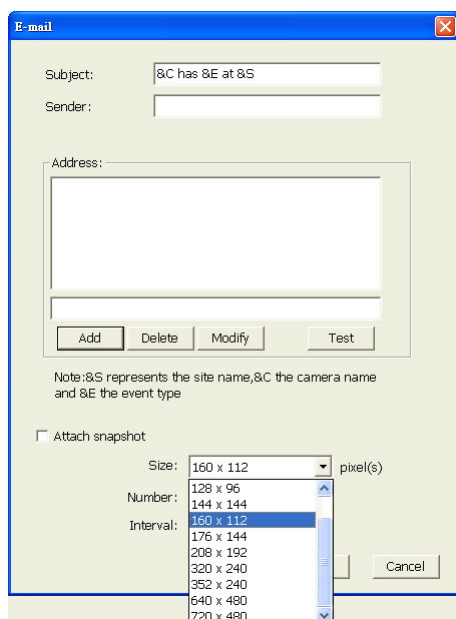 E-mail
Subject: &C has &E at &S
Sender:
Address:
Add Delete Modify Test
Note:&S represents the site name,&C the camera name
and &E the event type
Attach snapshot
Size: 160 x 112 pixel(s)
128 x 96
Number: 144 x 144
160 x 112
Interval: 176 x 144
208 x 192
320 x 240
Cancel
352 x 240
640 x 480
720 x 480